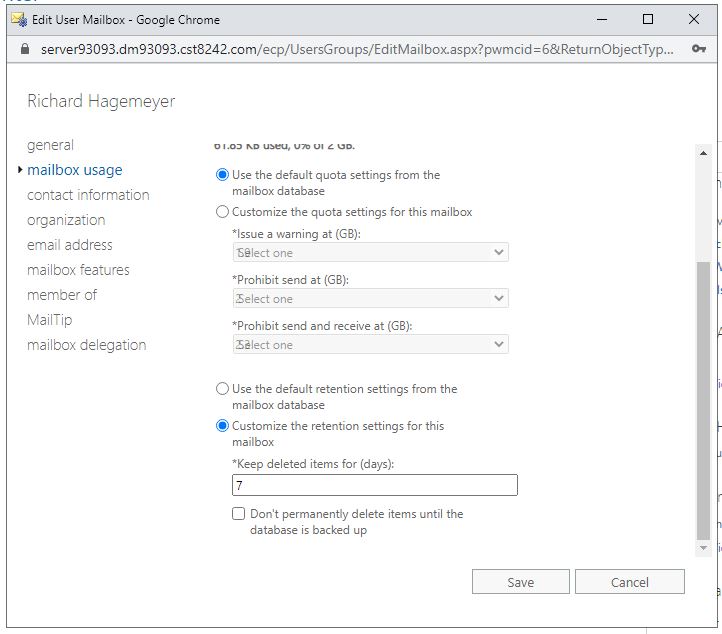 Edit User Mailbox - Google Chrome
server93093.dm93093.cst8242.com/ecp/UsersGroups/EditMailbox.aspx?pwmcid=6&ReturnObjectTyp...
Richard Hagemeyer
general
mailbox usage
contact information
organization
email address
mailbox features
member of
MailTip
mailbox delegation
61.85 KB used, 0% of 2 GB.
Use the default quota settings from the
mailbox database
Customize the quota settings for this mailbox
*Issue a warning at (GB):
Select one
*Prohibit send at (GB):
Select one
*Prohibit send and receive at (GB):
Select one
Use the default retention settings from the
mailbox database
Customize the retention settings for this
mailbox
*Keep deleted items for (days):
7
Don't permanently delete items until the
database is backed up
Save Cancel